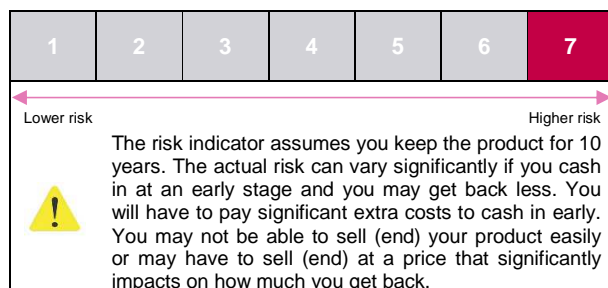 1 2 3 4 5 6 7
Lower risk Higher risk
The risk indicator assumes you keep the product for 10
years. The actual risk can vary significantly if you cash
in at an early stage and you may get back less. You
will have to pay significant extra costs to cash in early.
You may not be able to sell (end) your product easily
or may have to sell (end) at a price that significantly
impacts on how much you get back.